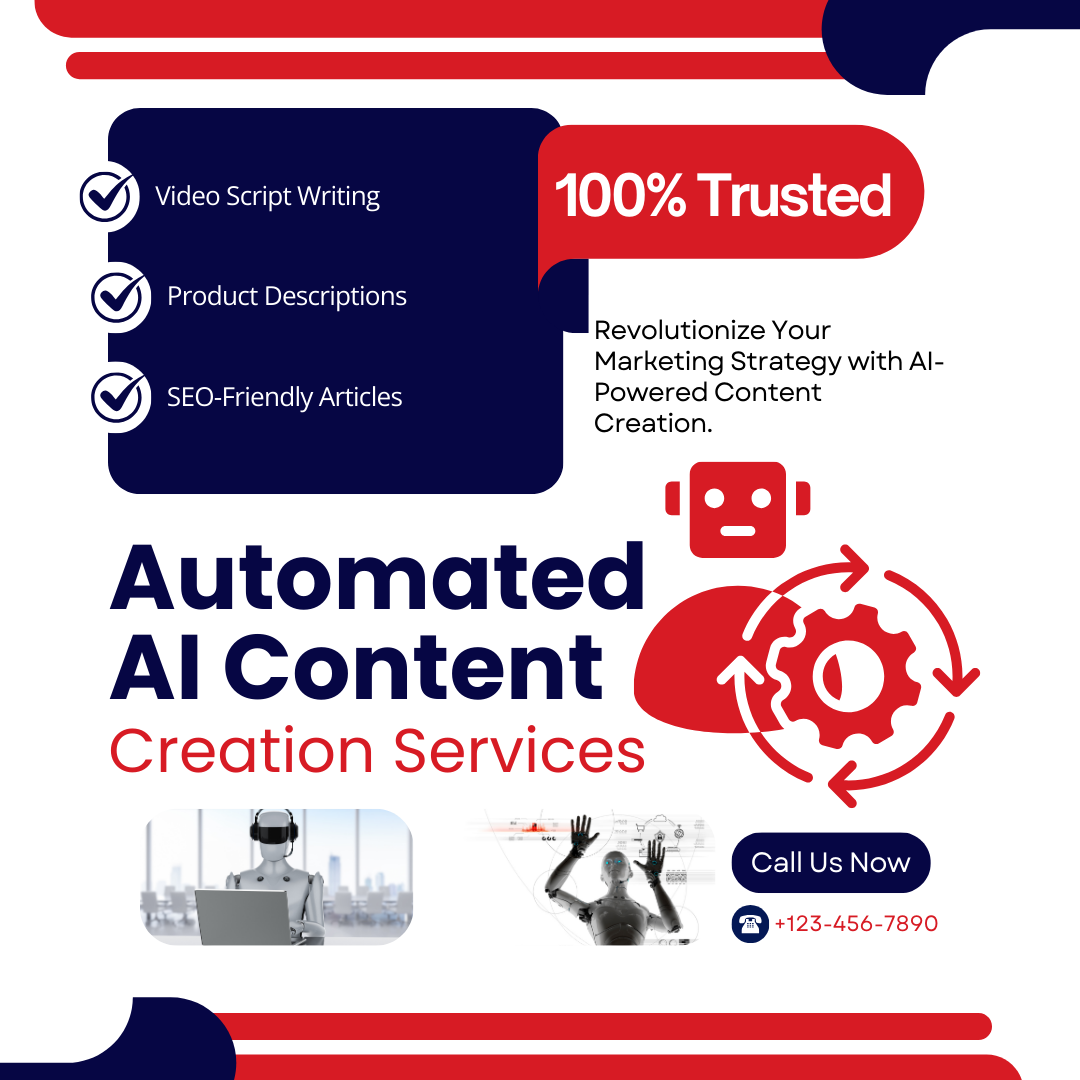 Video Script Writing
Product Descriptions
SEO-Friendly Articles
100% Trusted
Revolutionize Your
Marketing Strategy with AI-
Powered Content
Creation.
Automated
AI Content
Creation Services
Call Us Now
+123-456-7890